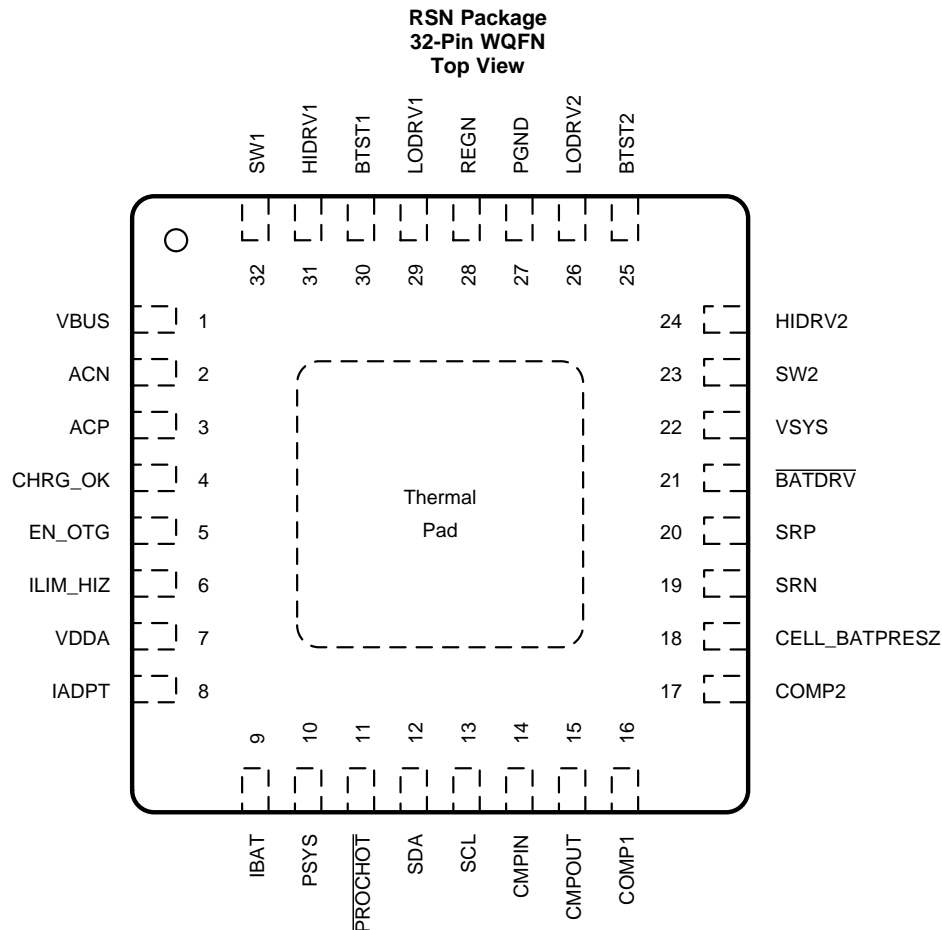 RSN Package
32-Pin WQFN
Top View
SW1
HIDRV1
BTST1
LODRV1
REGN
PGND
LODRV2
BTST2
32
31
30
29
28
27
26
25
VBUS 1
ACN 2
ACP 3
CHRG_OK 4
EN_OTG 5
ILIM_HIZ 6
VDDA 7
IADPT 8
Thermal
Pad
24 HIDRV2
23 SW2
22 VSYS
21 BATDRV
20 SRP
19 SRN
18 CELL_BATPRESZ
17 COMP2
9
10
11
12
13
14
15
16
IBAT
PSYS
PROCHOT
SDA
SCL
CMPIN
CMPOUT
COMP1